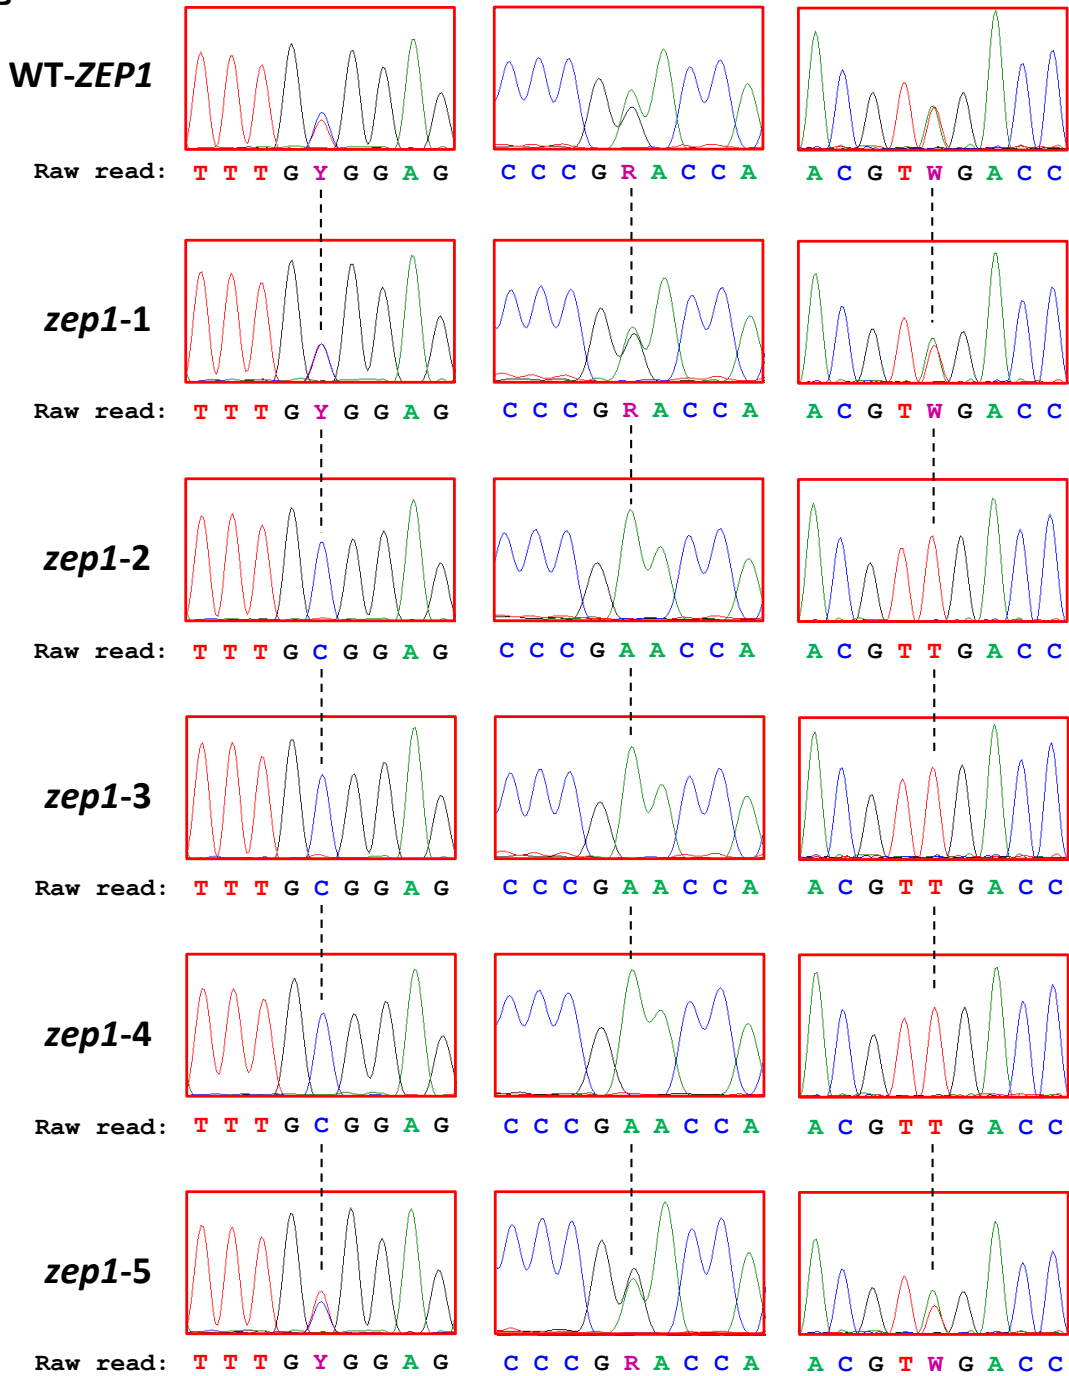 WT-ZEP1
Raw read: T T T G Y G G A G C C C G R A C C A A C G T W G A C C
zep1-1
Raw read: T T T G Y G G A G C C C G R A C C A A C G T W G A C C
zep1-2
Raw read: T T T G C G G A G C C C G A A C C A A C G T T G A C C
zep1-3
Raw read: T T T G C G G A G C C C G A A C C A A C G T T G A C C
zep1-4
Raw read: T T T G C G G A G C C C G A A C C A A C G T T G A C C
zep1-5
Raw read: T T T G Y G G A G C C C G R A C C A A C G T W G A C C